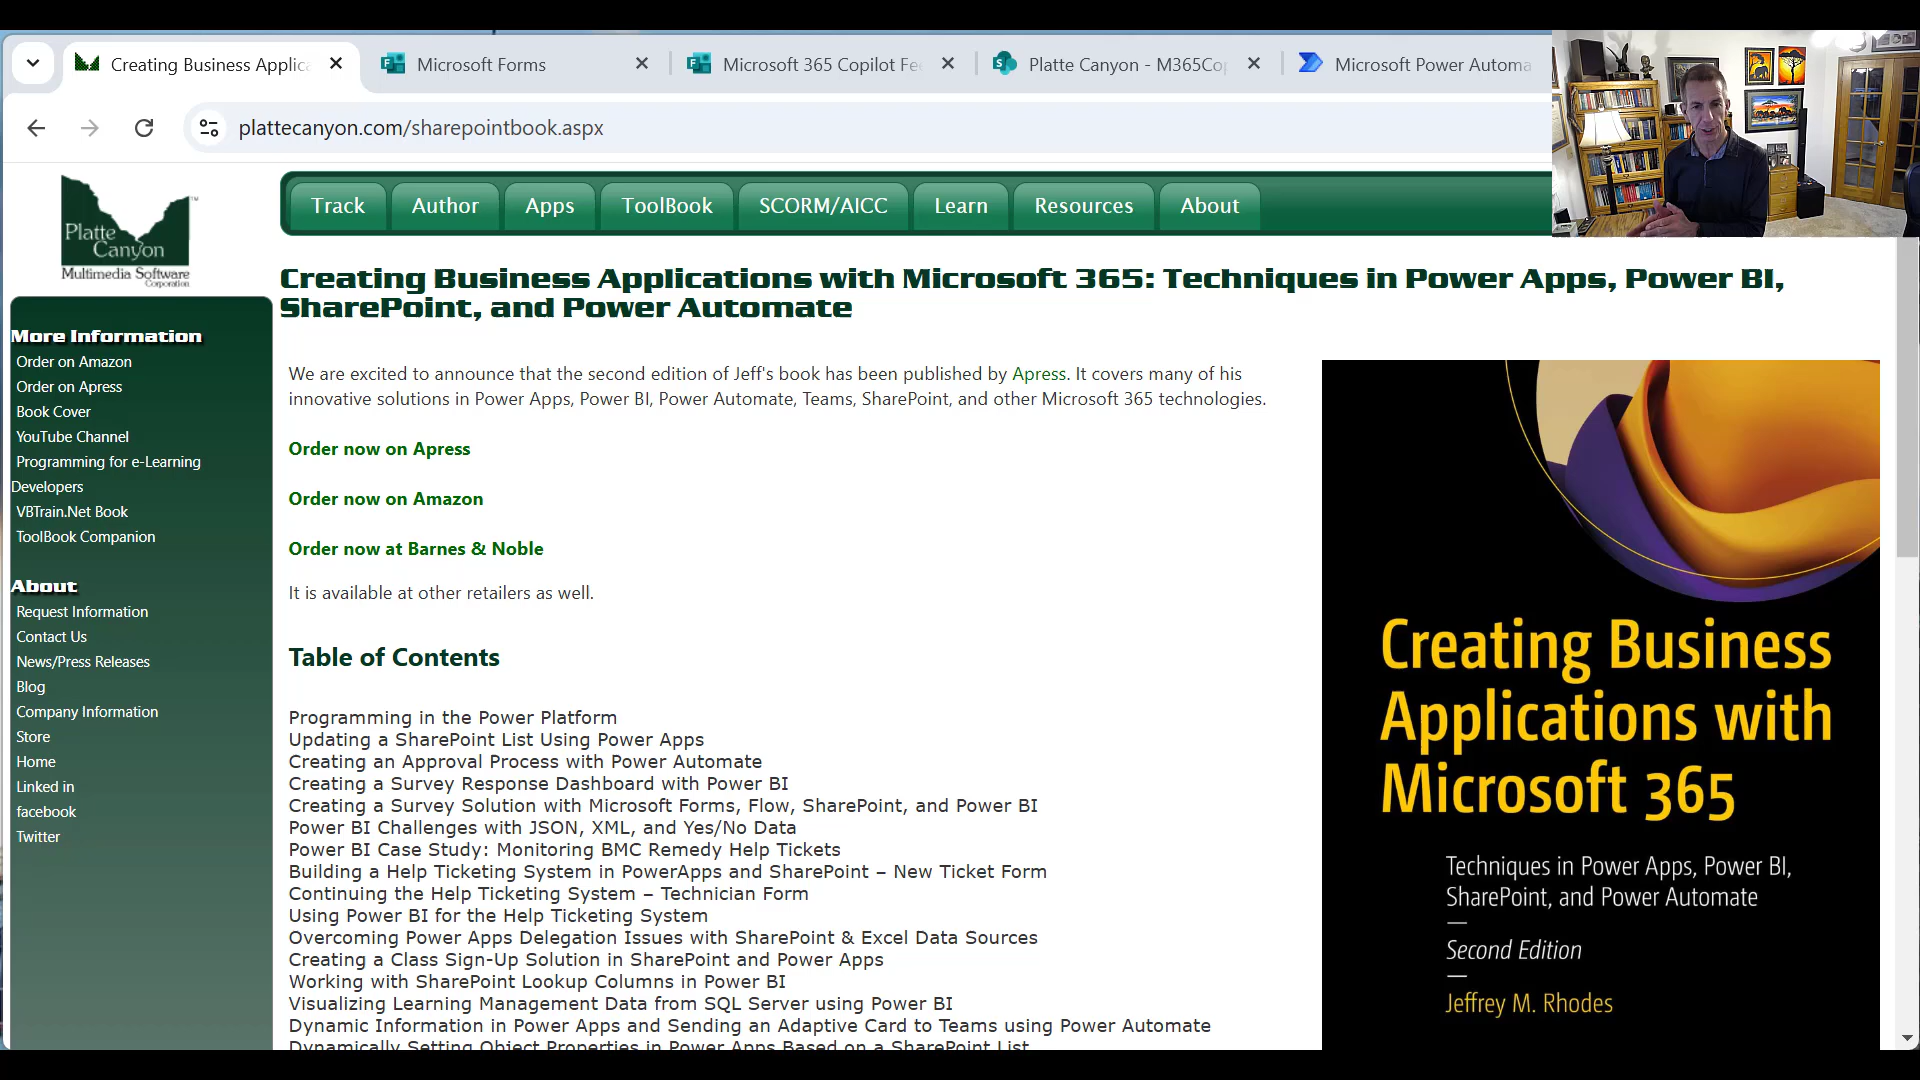 Creating Business Applica
Microsoft Forms
Microsoft 365 Copilot Fe
Platte Canyon - M365Co
Microsoft Power Automa
plattecanyon.com/sharepointbook.aspx
Platte
Canyon
Multimedia Software
Corporation
Track
Author
Apps
ToolBook
SCORM/AICC
Learn
Resources
About
Creating Business Applications with Microsoft 365: Techniques in Power Apps, Power BI,
SharePoint, and Power Automate
More Information
Order on Amazon
Order on Apress
Book Cover
YouTube Channel
Programming for e-Learning
Developers
VBTrain.Net Book
ToolBook Companion
About
Request Information
Contact Us
News/Press Releases
Blog
Company Information
Store
Home
Linked in
facebook
Twitter
We are excited to announce that the second edition of Jeff's book has been published by Apress. It covers many of his
innovative solutions in Power Apps, Power BI, Power Automate, Teams, SharePoint, and other Microsoft 365 technologies.
Order now on Apress
Order now on Amazon
Order now at Barnes & Noble
It is available at other retailers as well.
Table of Contents
Programming in the Power Platform
Updating a SharePoint List Using Power Apps
Creating an Approval Process with Power Automate
Creating a Survey Response Dashboard with Power BI
Creating a Survey Solution with Microsoft Forms, Flow, SharePoint, and Power BI
Power BI Challenges with JSON, XML, and Yes/No Data
Power BI Case Study: Monitoring BMC Remedy Help Tickets
Building a Help Ticketing System in PowerApps and SharePoint – New Ticket Form
Continuing the Help Ticketing System – Technician Form
Using Power BI for the Help Ticketing System
Overcoming Power Apps Delegation Issues with SharePoint & Excel Data Sources
Creating a Class Sign-Up Solution in SharePoint and Power Apps
Working with SharePoint Lookup Columns in Power BI
Visualizing Learning Management Data from SQL Server using Power BI
Dynamic Information in Power Apps and Sending an Adaptive Card to Teams using Power Automate
Dynamically Setting Object Properties in Power Apps Based on a SharePoint List
Creating Business
Applications with
Microsoft 365
Techniques in Power Apps, Power BI,
SharePoint, and Power Automate
Second Edition
Jeffrey M. Rhodes